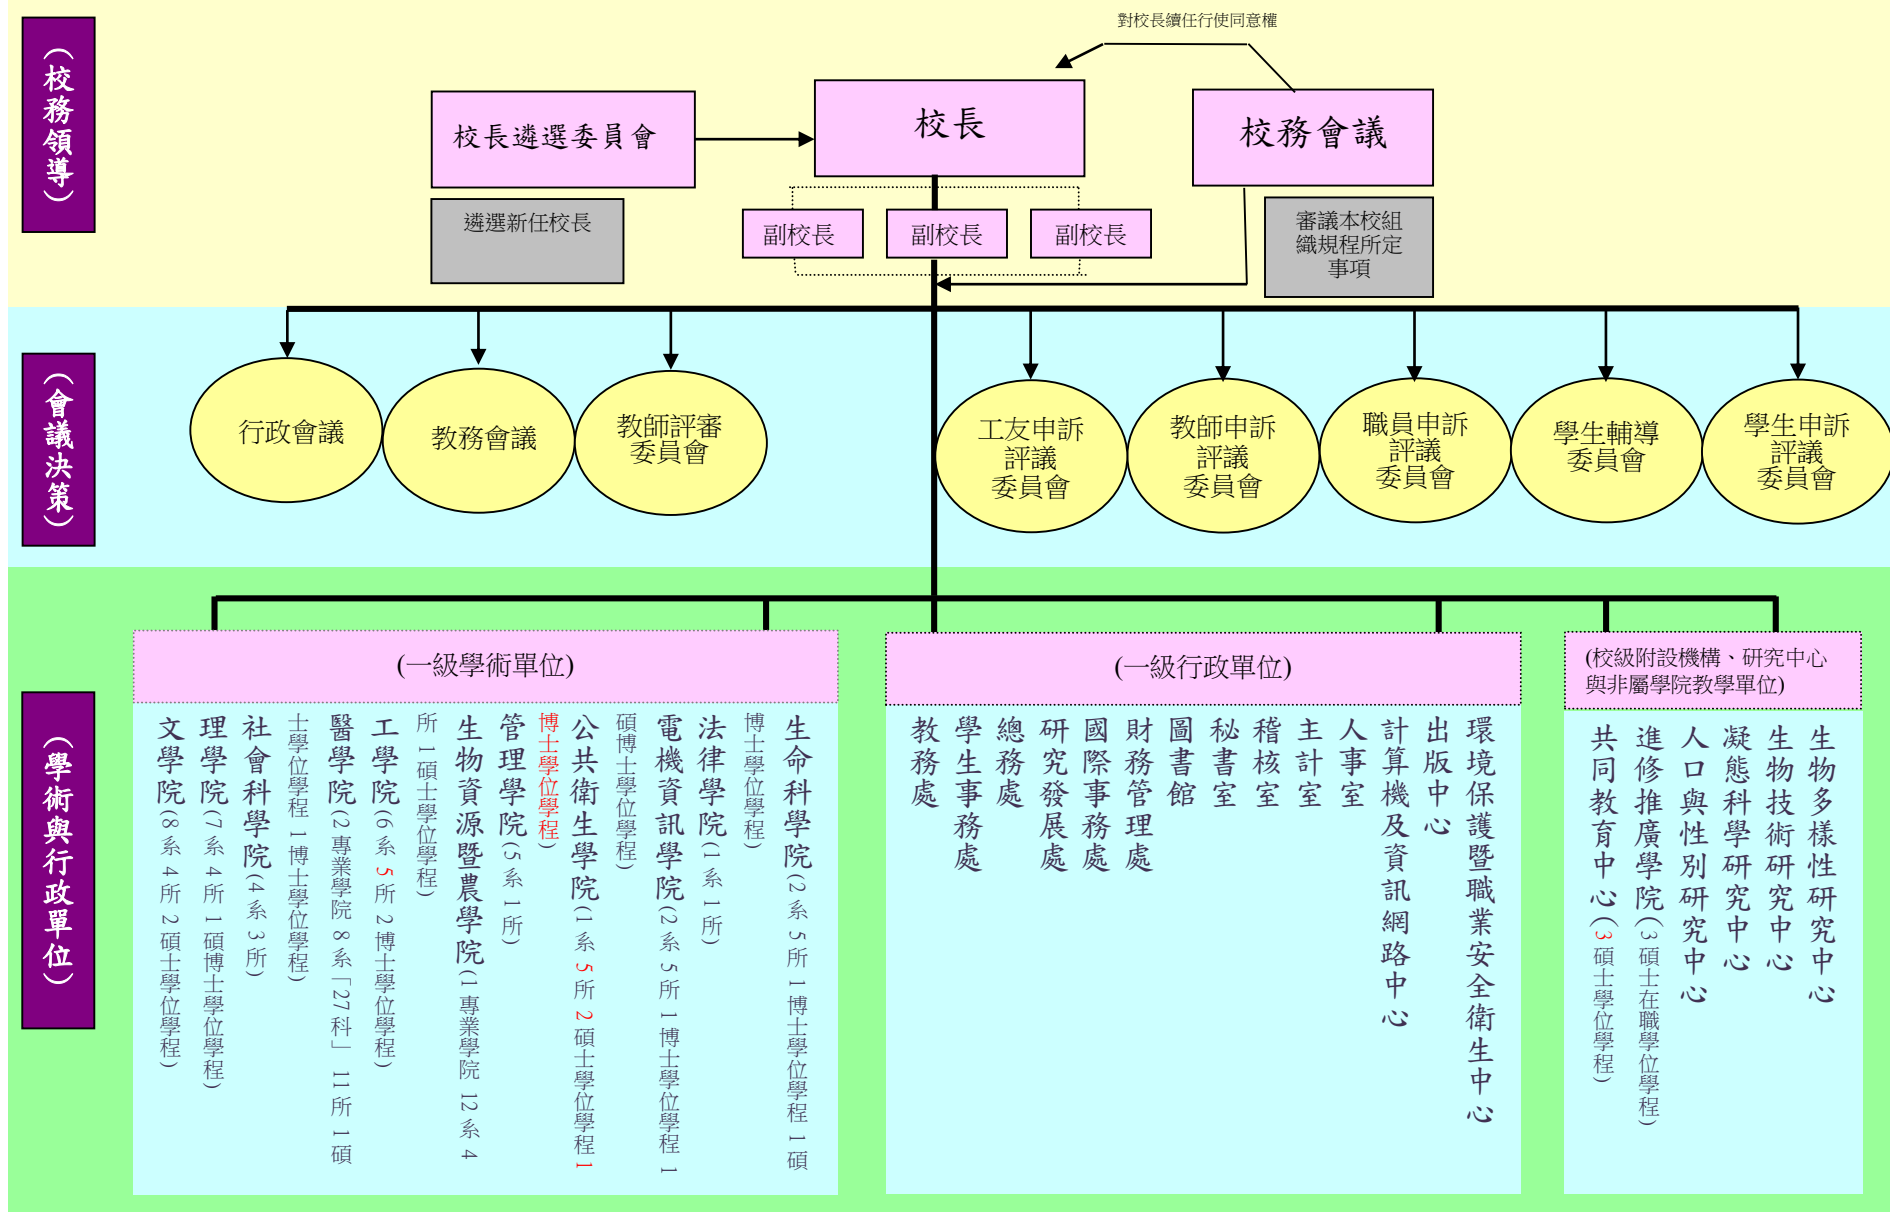 對校長續任行使同意權
（校務領導）
校長遴選委員會
校長
校務會議
遴選新任校長
副校長
副校長
副校長
審議本校組
織規程所定
事項
（會議決策）
行政會議
教務會議
教師評審
委員會
工友申訴
評議
委員會
教師申訴
評議
委員會
職員申訴
評議
委員會
學生輔導
委員會
學生申訴
評議
委員會
（學術與行政單位）
(一級學術單位)
文學院(8系 4所 2碩士學位學程)
理學院(7系 4所 1碩博士學位學程)
社會科學院(4系 3所)
士學位學程 1博士學位學程)
醫學院(2專業學院 8系「27科」 11所 1碩
工學院(6系 5所 2博士學位學程)
所 1碩士學位學程)
生物資源暨農學院(1專業學院 12系 4
管理學院(5系 1所)
博士學位學程)
公共衛生學院(1系 5所 2碩士學位學程 1
碩博士學位學程)
電機資訊學院(2系 5所 1博士學位學程 1
法律學院(1系 1所)
博士學位學程)
生命科學院(2系 5所 1博士學位學程 1碩
(一級行政單位)
教務處
學生事務處
總務處
研究發展處
國際事務處
財務管理處
圖書館
秘書室
稽核室
主計室
人事室
計算機及資訊網路中心
出版中心
環境保護暨職業安全衛生中心
(校級附設機構、研究中心
與非屬學院教學單位)
共同教育中心(3碩士學位學程)
進修推廣學院(3碩士在職學位學程)
人口與性別研究中心
凝態科學研究中心
生物技術研究中心
生物多樣性研究中心